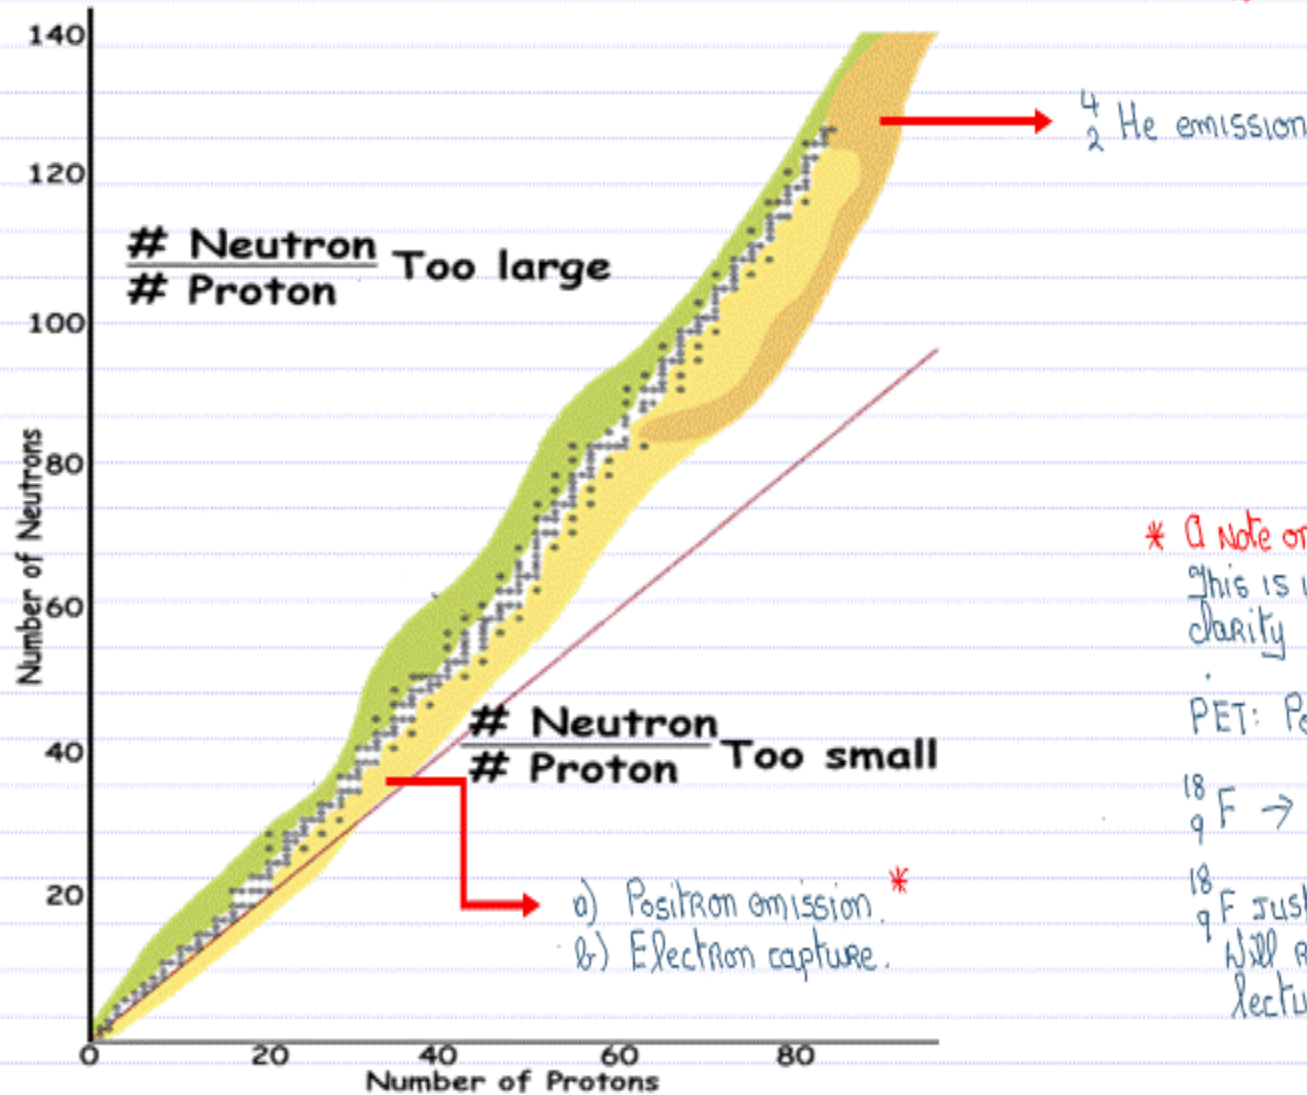 140
120
100
80
60
40
20
0 20 40 60 80
Number of Neutrons
Number of Protons
# Neutron
# Proton
Too large
# Neutron
# Proton
Too small
4
2 He emission
a) Positron emission. *
b) Electron capture.
* A Note
This is
clarity
PET:
18
9 F →
18
9 F
Will